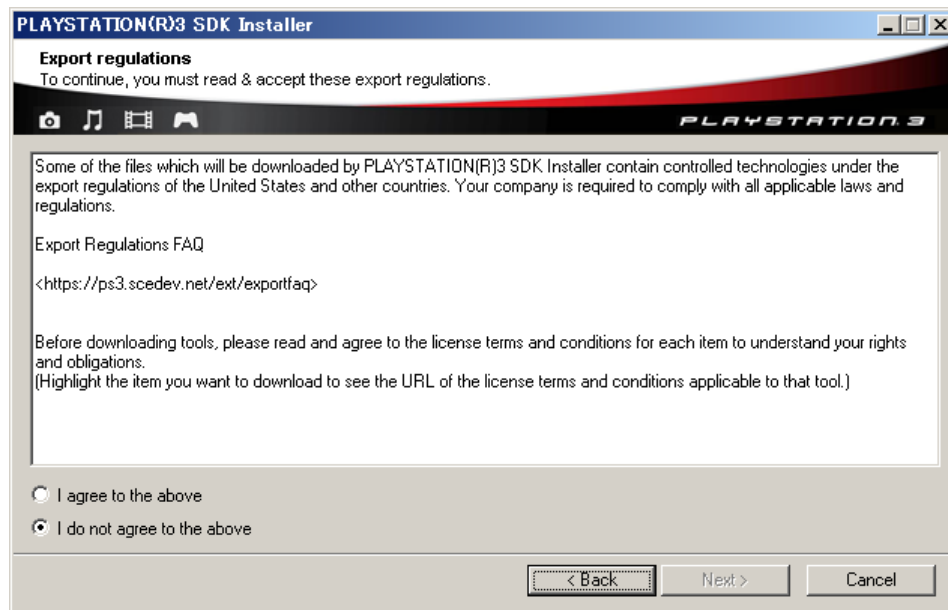 PLAYSTATION(R)3 SDK Installer
Export regulations
To continue, you must read & accept these export regulations.
PLAYSTATION 3
Some of the files which will be downloaded by PLAYSTATION(R)3 SDK Installer contain controlled technologies under the
export regulations of the United States and other countries. Your company is required to comply with all applicable laws and
regulations.
Export Regulations FAQ
<https://ps3.scedev.net/ext/exportfaq>
Before downloading tools, please read and agree to the license terms and conditions for each item to understand your rights
and obligations.
(Highlight the item you want to download to see the URL of the license terms and conditions applicable to that tool.)
I agree to the above
I do not agree to the above
< Back
Next >
Cancel